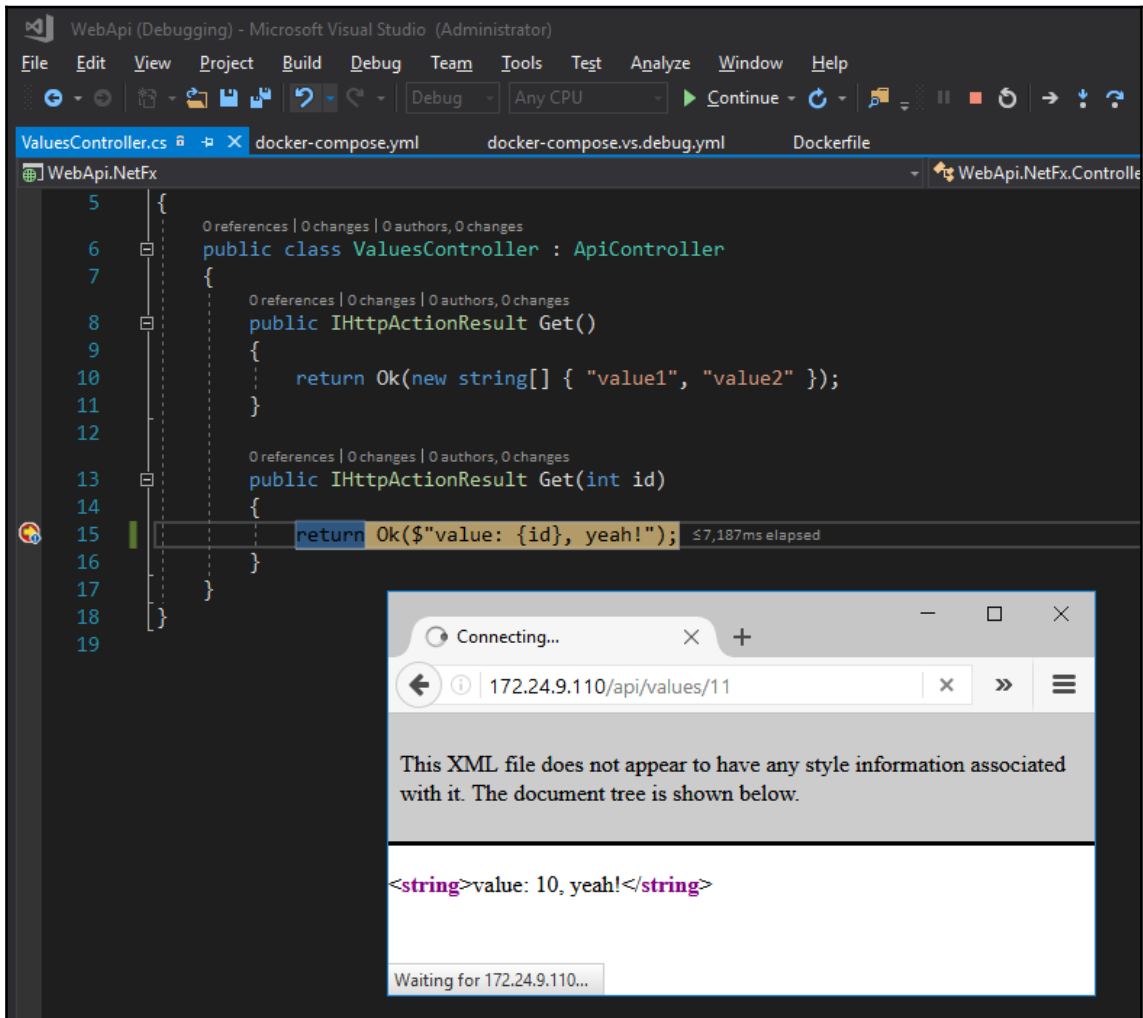 WebApi (Debugging) - Microsoft Visual Studio (Administrator)
File Edit View Project Build Debug Team Tools Test Analyze Window Help
Debug Any CPU Continue
ValuesController.cs docker-compose.yml docker-compose.vs.debug.yml Dockerfile
WebApi.NetFx WebApi.NetFx.Controlle
5 {
0 references | 0 changes | 0 authors, 0 changes
6 public class ValuesController : ApiController
7 {
0 references | 0 changes | 0 authors, 0 changes
8 public IHttpActionResult Get()
9 {
10 return Ok(new string[] { "value1", "value2" });
11 }
12
0 references | 0 changes | 0 authors, 0 changes
13 public IHttpActionResult Get(int id)
14 {
15 return Ok($"value: {id}, yeah!"); ≤7,187ms elapsed
16 }
17 }
18 }
19
Connecting...
172.24.9.110/api/values/11
This XML file does not appear to have any style information associated
with it. The document tree is shown below.
<string>value: 10, yeah!</string>
Waiting for 172.24.9.110...